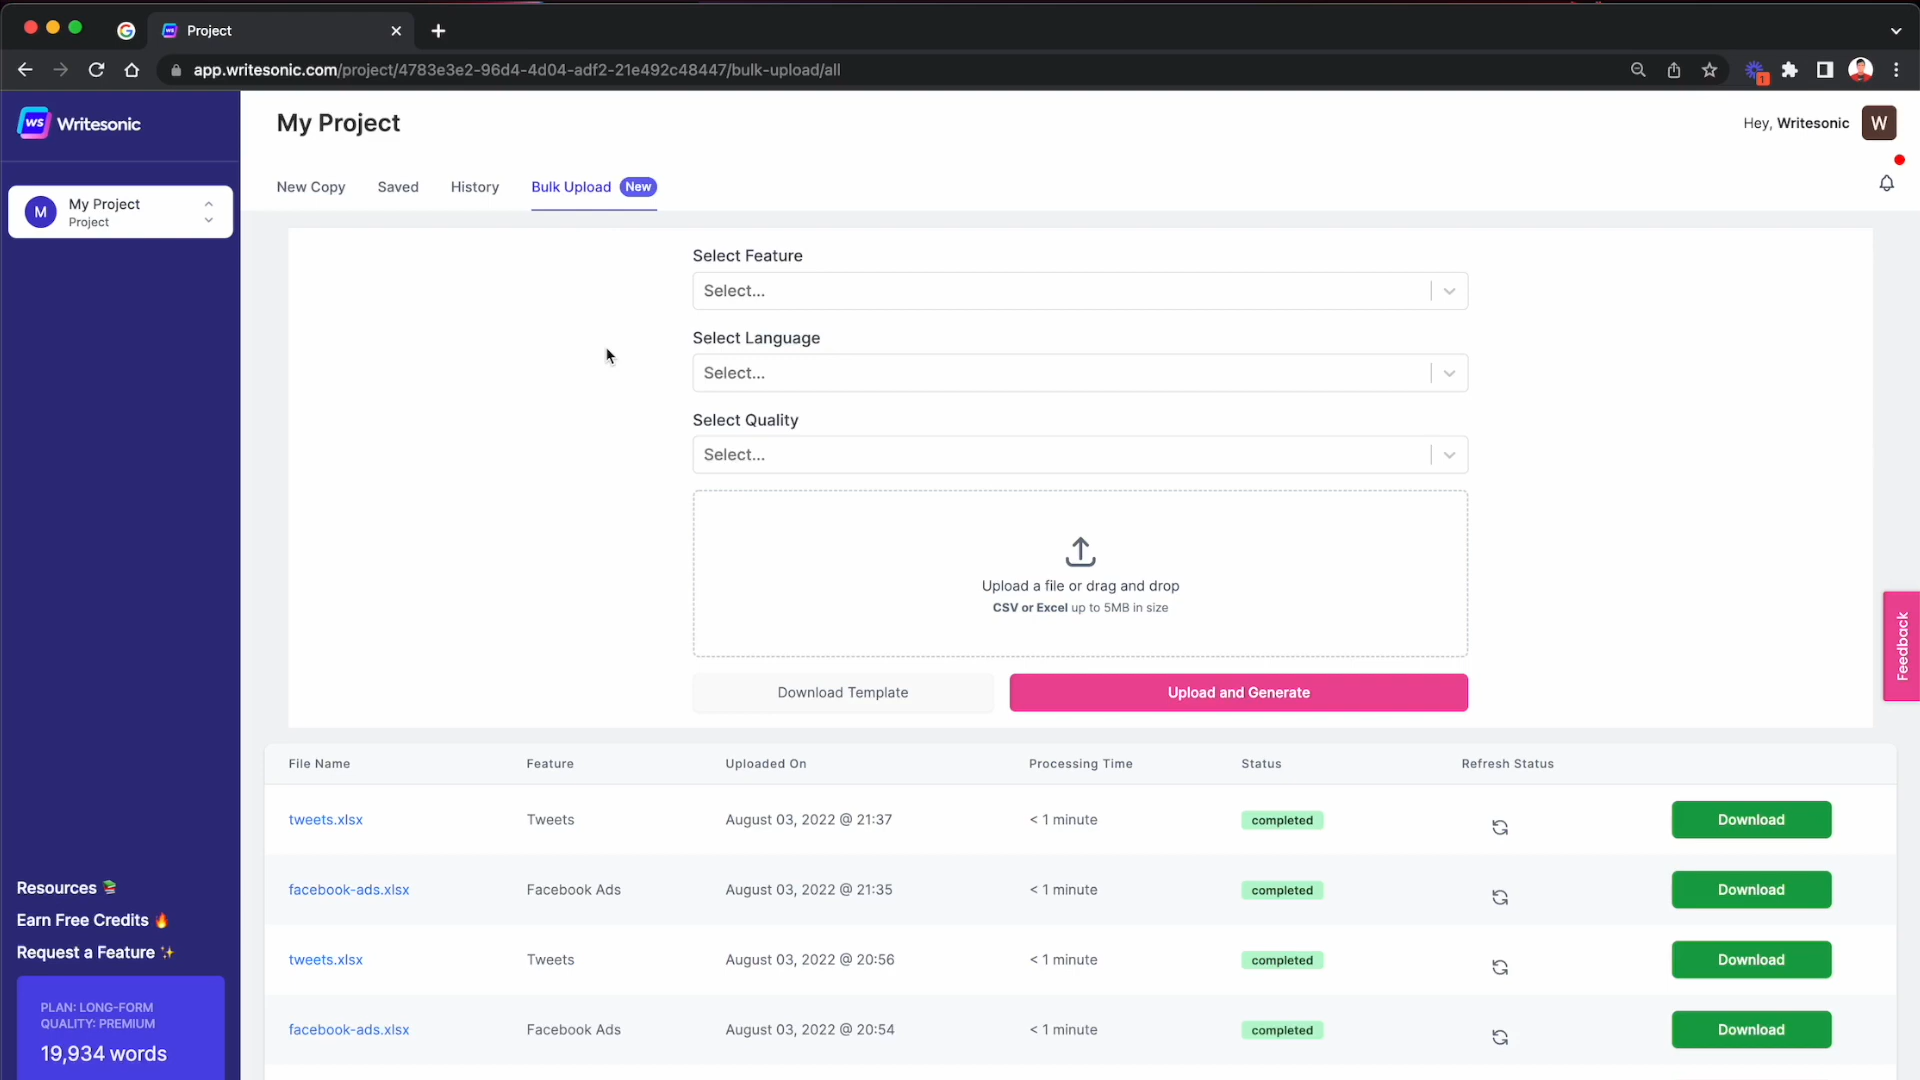 Project
app.writesonic.com/project/4783e3e2-96d4-4d04-adf2-21e492c48447/bulk-upload/all
1
WS Writesonic
My Project
Hey, Writesonic W
M My Project
Project
New Copy Saved History Bulk Upload New
Select Feature
Select...
Select Language
Select...
Select Quality
Select...
Upload a file or drag and drop
CSV or Excel up to 5MB in size
Download Template Upload and Generate
Feedback
File Name Feature Uploaded On Processing Time Status Refresh Status
tweets.xlsx Tweets August 03, 2022 @ 21:37 < 1 minute completed Download
facebook-ads.xlsx Facebook Ads August 03, 2022 @ 21:35 < 1 minute completed Download
tweets.xlsx Tweets August 03, 2022 @ 20:56 < 1 minute completed Download
facebook-ads.xlsx Facebook Ads August 03, 2022 @ 20:54 < 1 minute completed Download
Resources
Earn Free Credits
Request a Feature
PLAN: LONG-FORM
QUALITY: PREMIUM
19,934 words